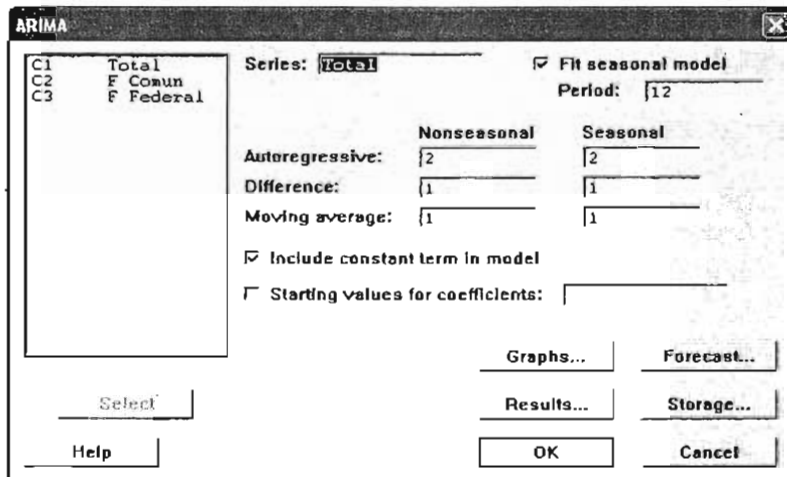 ARIMA
C1 Total
C2 F Comun
C3 F Federal
Series: Total
Fit seasonal model
Period: 12
Nonseasonal Seasonal
Autoregressive: 2 2
Difference: 1 1
Moving average: 1 1
Include constant term in model
Starting values for coefficients:
Graphs... Forecast...
Select Results... Storage...
Help OK Cancel